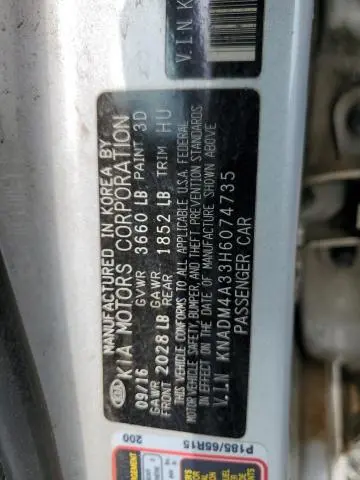 MANUFACTURED IN KOREA BY
KIA MOTORS CORPORATION
09/16 GVWR 3660 LB PAINT 3D
GAWR FRONT 2028 LB GAWR REAR 1852 LB TRIM HU
THIS VEHICLE CONFORMS TO ALL APPLICABLE U.S.A. FEDERAL
MOTOR VEHICLE SAFETY, BUMPER, AND THEFT PREVENTION STANDARDS
IN EFFECT ON THE DATE OF MANUFACTURE SHOWN ABOVE.
V.I.N KNADM4A33H6074735
PASSENGER CAR
V.I.N K
P185/65R15
200